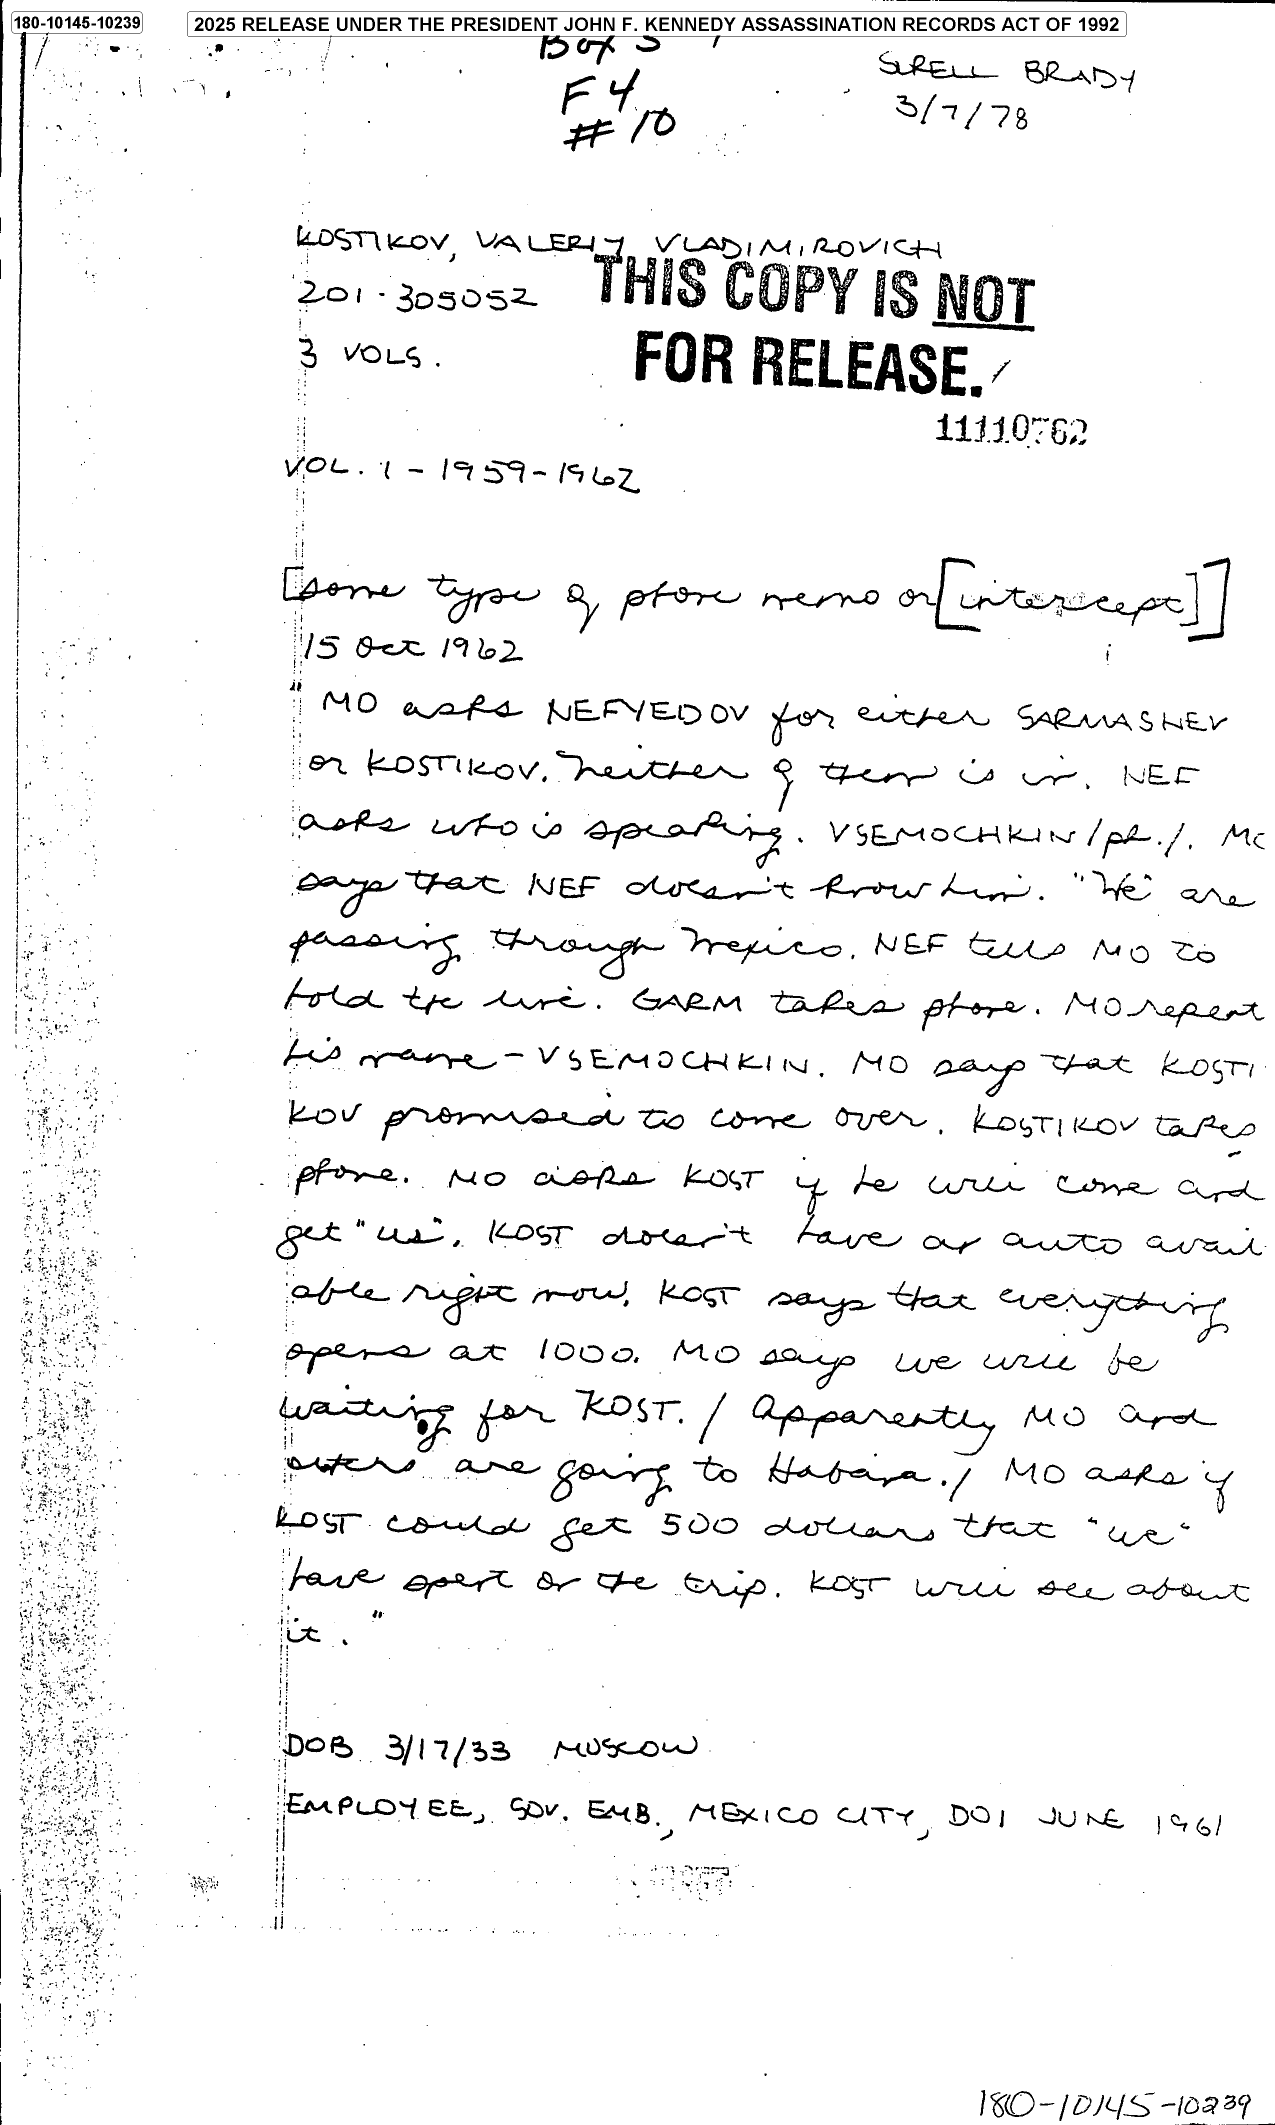 180-10145-10239
2025 RELEASE UNDER THE PRESIDENT JOHN F. KENNEDY ASSASSINATION RECORDS ACT OF 1992
Box 5
F 4
# 10
SURELL BRADY
3/7/78
KOSTIKOV, VALERIY VLADIMIROVICH
201-305052
3 VOLS.
THIS COPY IS NOT
FOR RELEASE.
11110762
VOL. 1 - 1959-1962
[some type of phone memo or [intercept]]
15 Oct 1962
" MO asks NEFYEDOV for either GARMASHEV
or KOSTIKOV. Neither of them is in. NEF
asks who is speaking. VSEMOCHKIN /ph./. MO
says that NEF doesn't know him. "We" are
passing through Mexico. NEF tells MO to
hold the line. GARM takes phone. MO repeat
his name - VSEMOCHKIN. MO says that KOSTI
KOV promised to come over. KOSTIKOV takes
phone. MO asks KOST if he will come and
get "us". KOST doesn't have an auto avail
able right now. KOST says that everything
opens at 1000. MO says we will be
waiting for KOST. / Apparently MO and
others are going to Habana. / MO asks if
KOST could get 500 dollars that "we"
have spent on the trip. KOST will see about
it. "
DOB 3/17/33 MOSCOW
EMPLOYEE, SOV. EMB., MEXICO CITY, DOI JUNE 1961
180-10145-10239